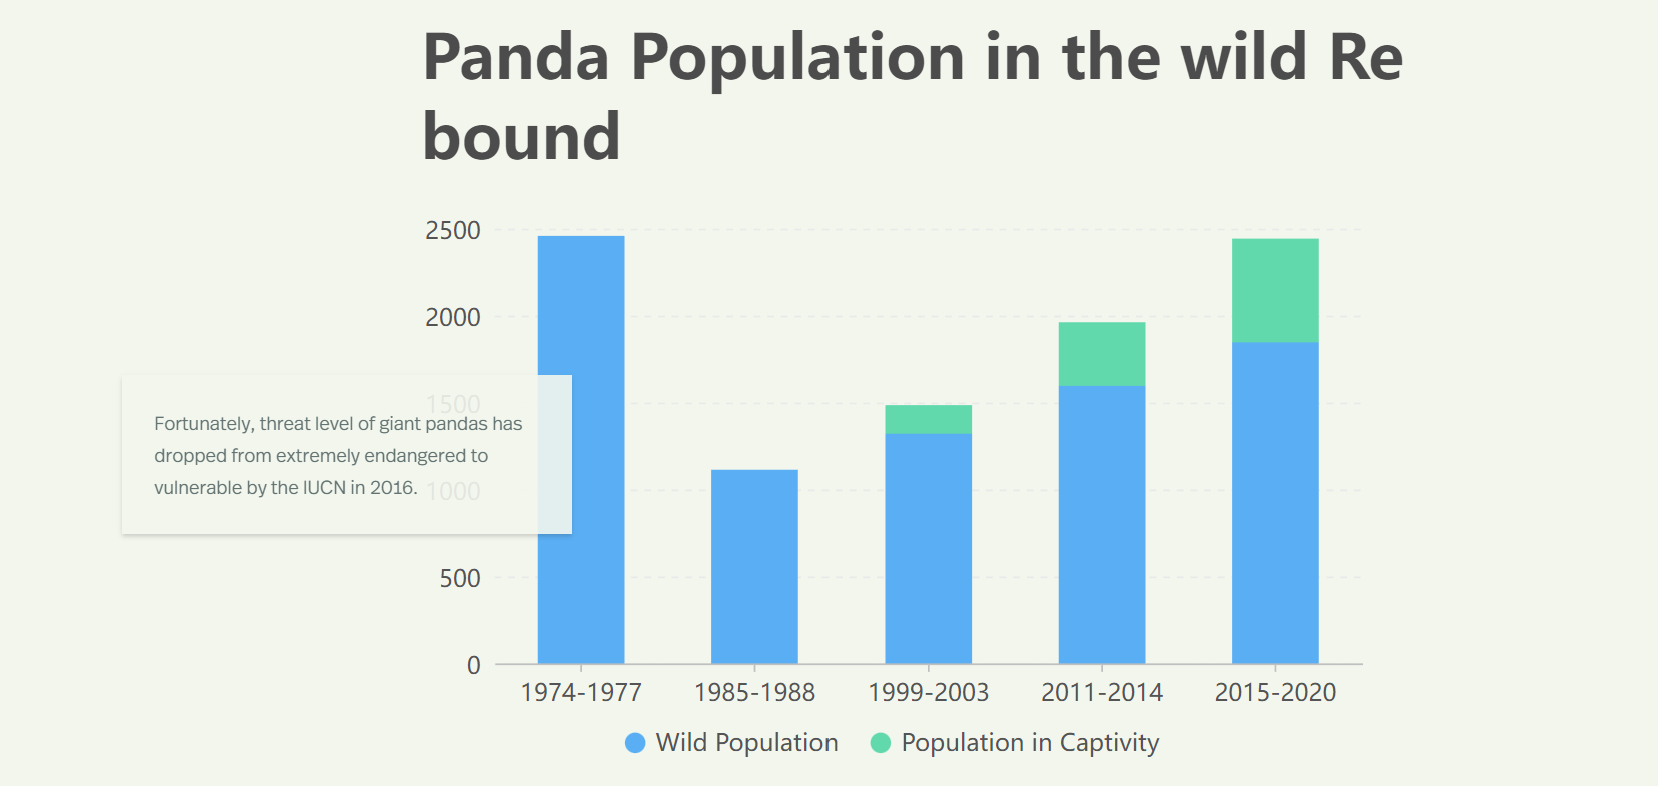 Panda Population in the wild Re
bound
2500
2000
1500
1000
500
0
Fortunately, threat level of giant pandas has
dropped from extremely endangered to
vulnerable by the IUCN in 2016.
1974-1977 1985-1988 1999-2003 2011-2014 2015-2020
Wild Population Population in Captivity